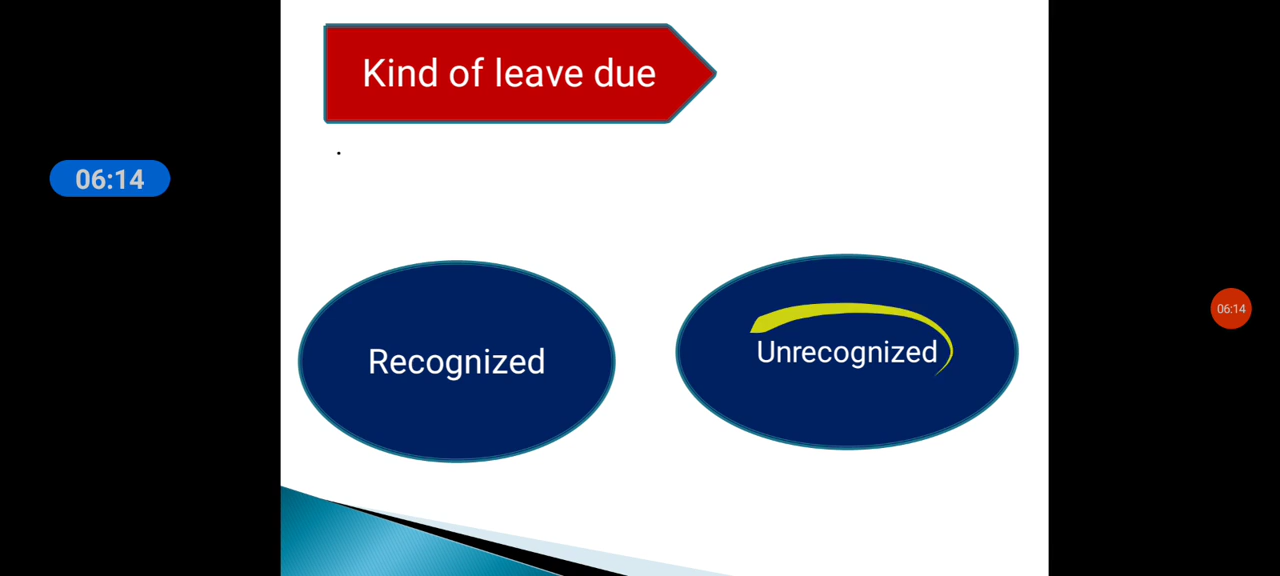 Kind of leave due
.
06:14
06:14
Recognized
Unrecognized